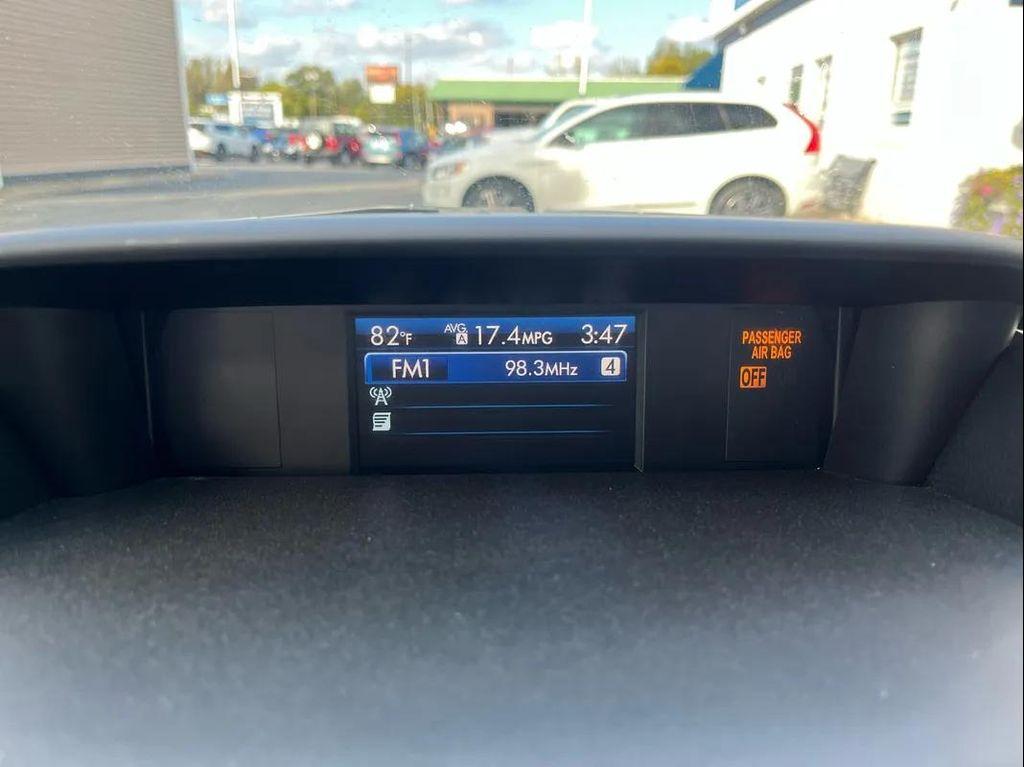 82°F AVG. A 17.4MPG 3:47
FM1 98.3MHz 4
PASSENGER
AIR BAG
OFF